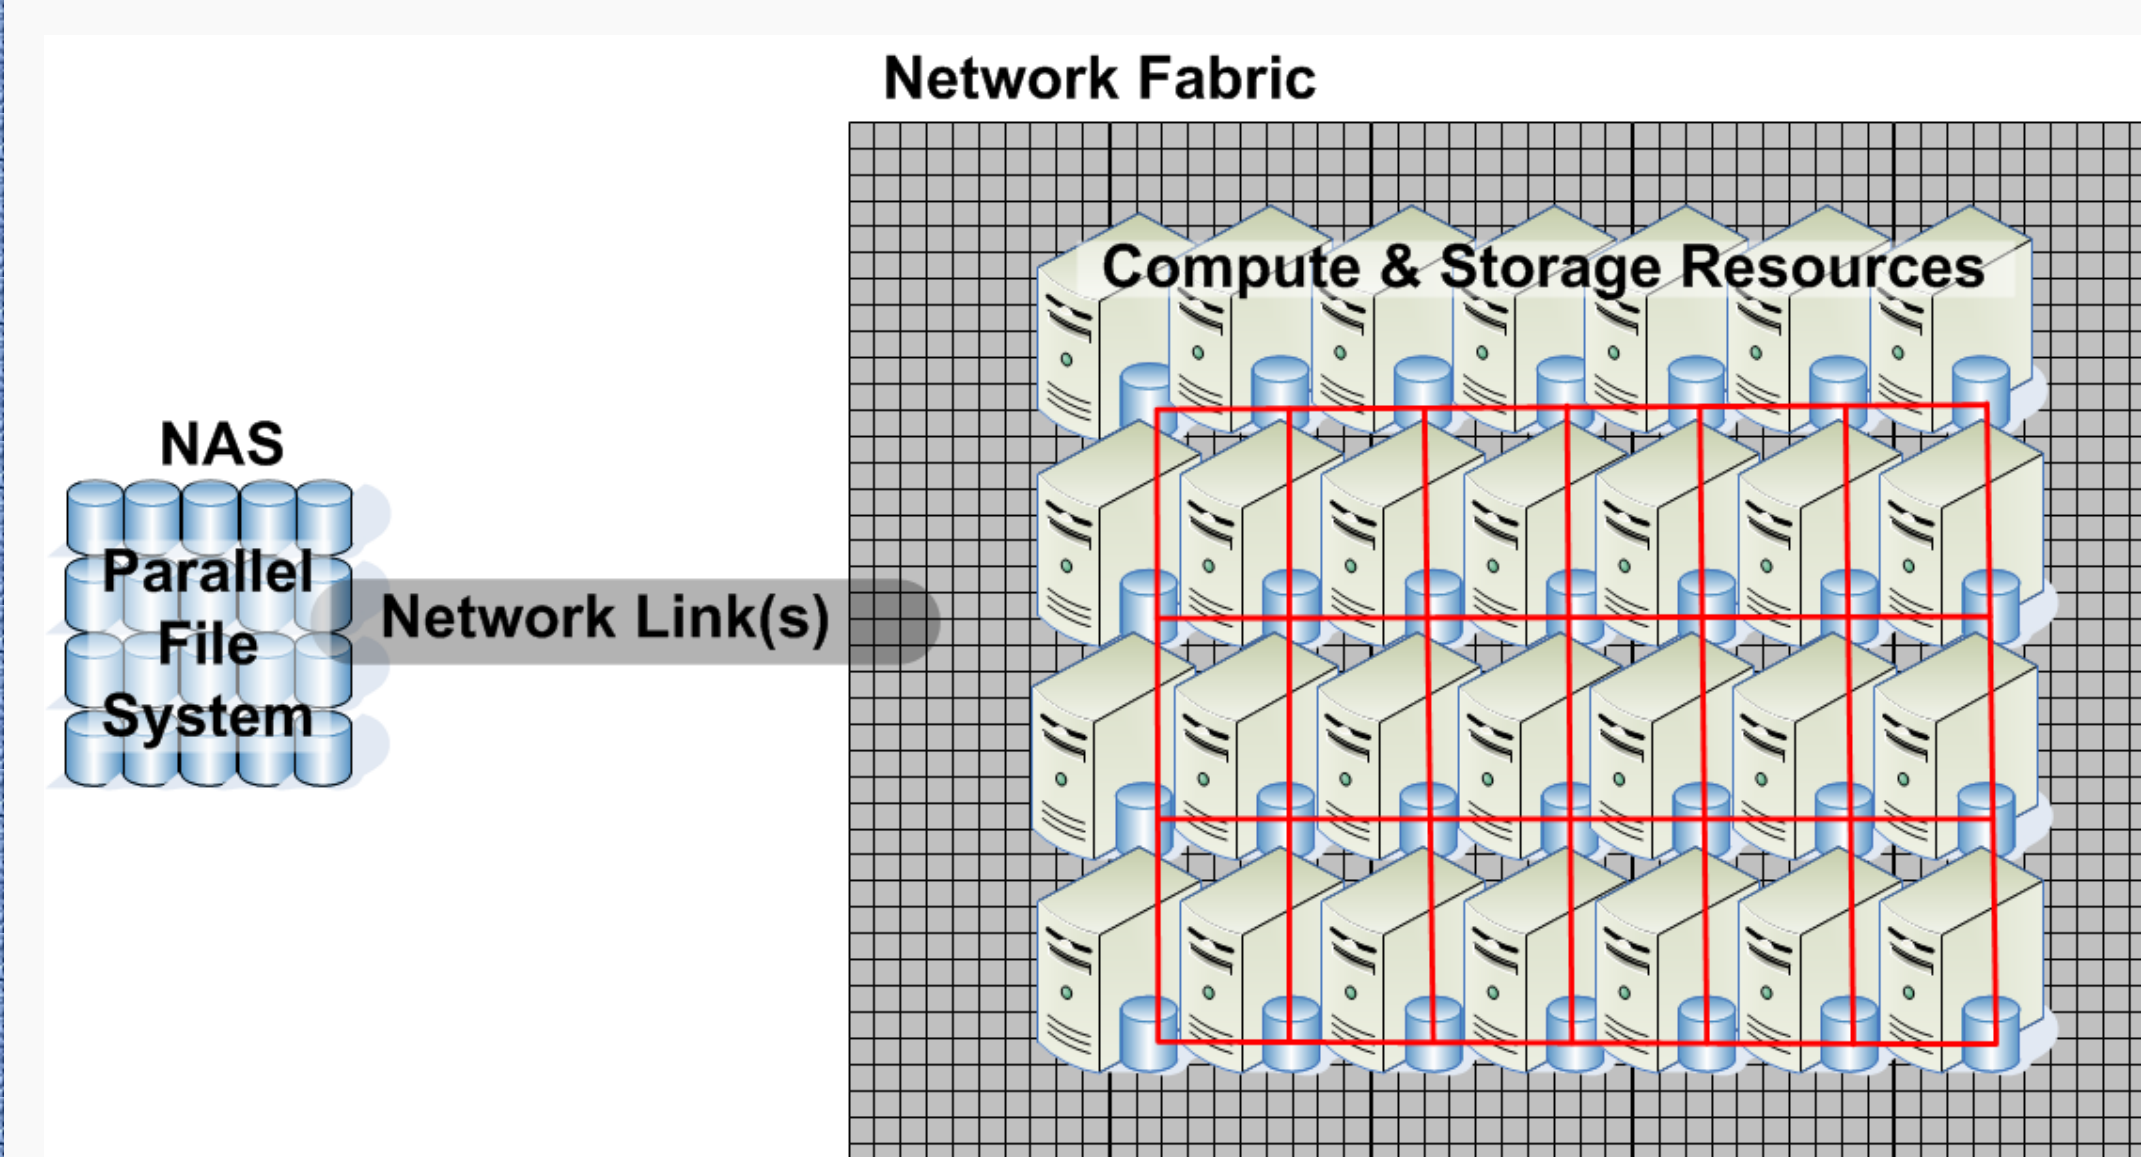 Network Fabric
Compute & Storage Resources
NAS
Parallel
File
System
Network Link(s)